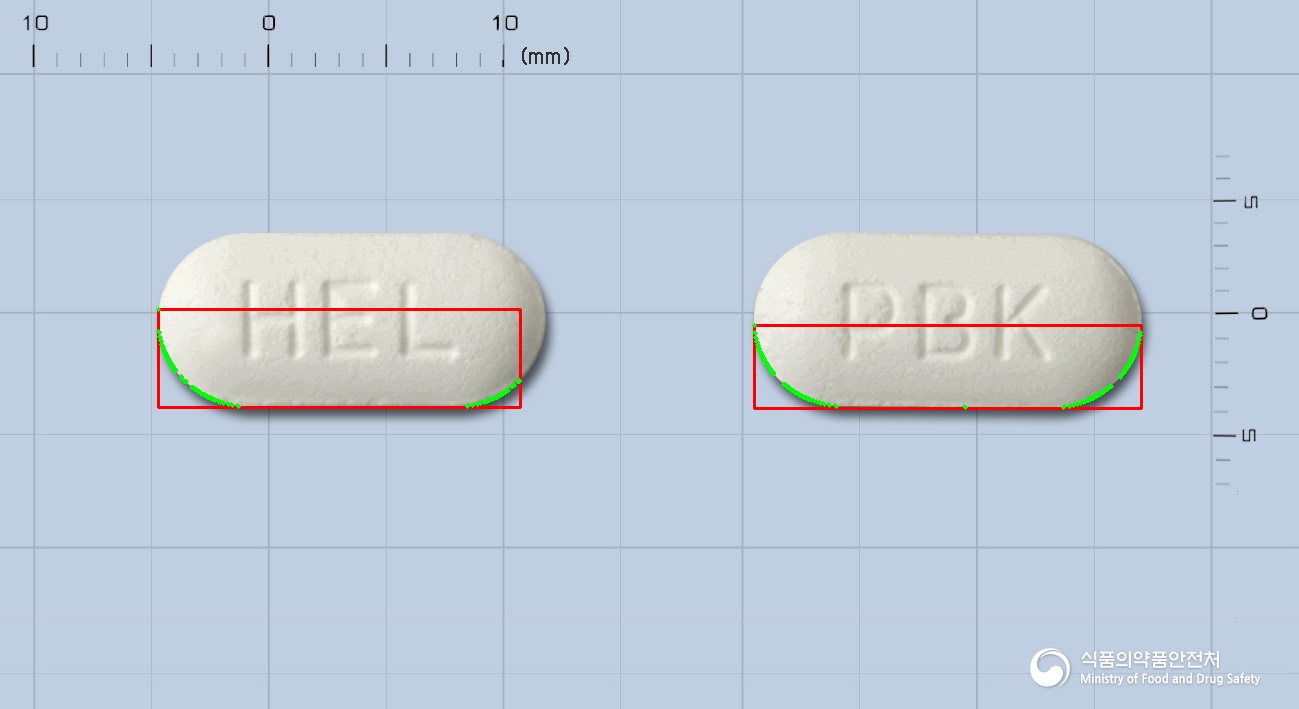 10 0 10
(mm)
HEL
PBK
5
0
5
식품의약품안전처
Ministry of Food and Drug Safety